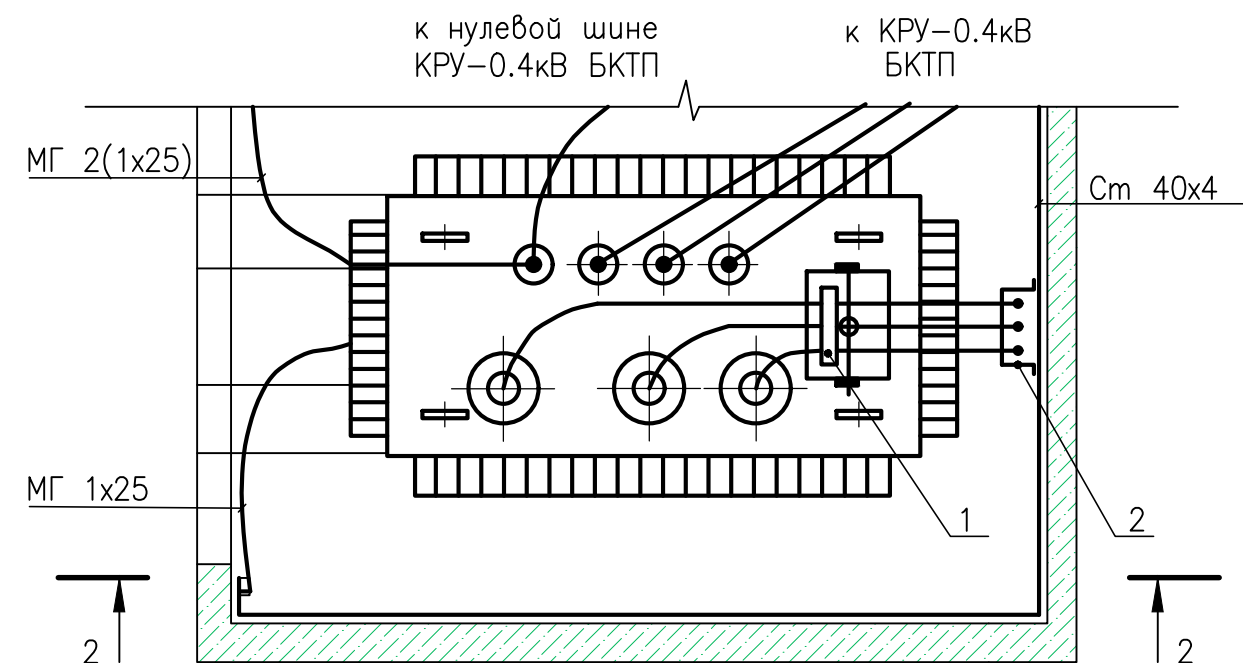 к нулевой шине
КРУ-0.4кВ БКТП
к КРУ-0.4кВ
БКТП
МГ 2(1х25)
Ст 40х4
МГ 1х25
1
2
2
2